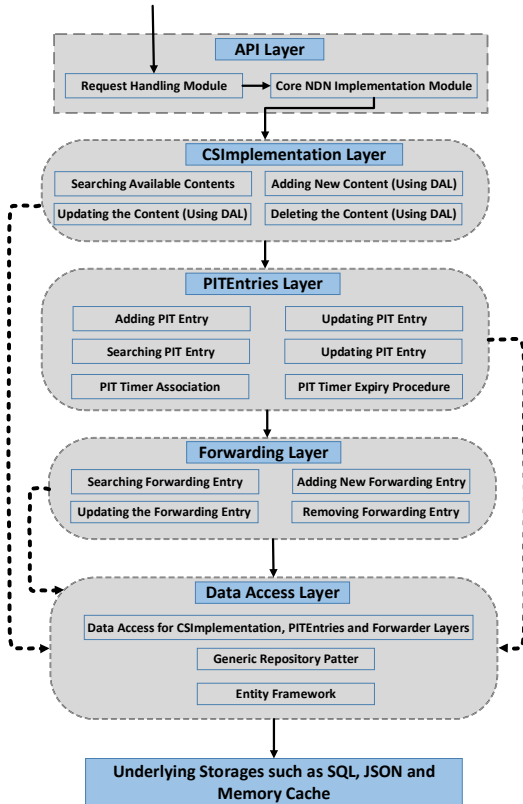 API Layer
Request Handling Module
Core NDN Implementation Module
CSImplementation Layer
Searching Available Contents
Adding New Content (Using DAL)
Updating the Content (Using DAL)
Deleting the Content (Using DAL)
PITEntries Layer
Adding PIT Entry
Updating PIT Entry
Searching PIT Entry
Updating PIT Entry
PIT Timer Association
PIT Timer Expiry Procedure
Forwarding Layer
Searching Forwarding Entry
Adding New Forwarding Entry
Updating the Forwarding Entry
Removing Forwarding Entry
Data Access Layer
Data Access for CSImplementation, PITEntries and Forwarder Layers
Generic Repository Patter
Entity Framework
Underlying Storages such as SQL, JSON and
Memory Cache